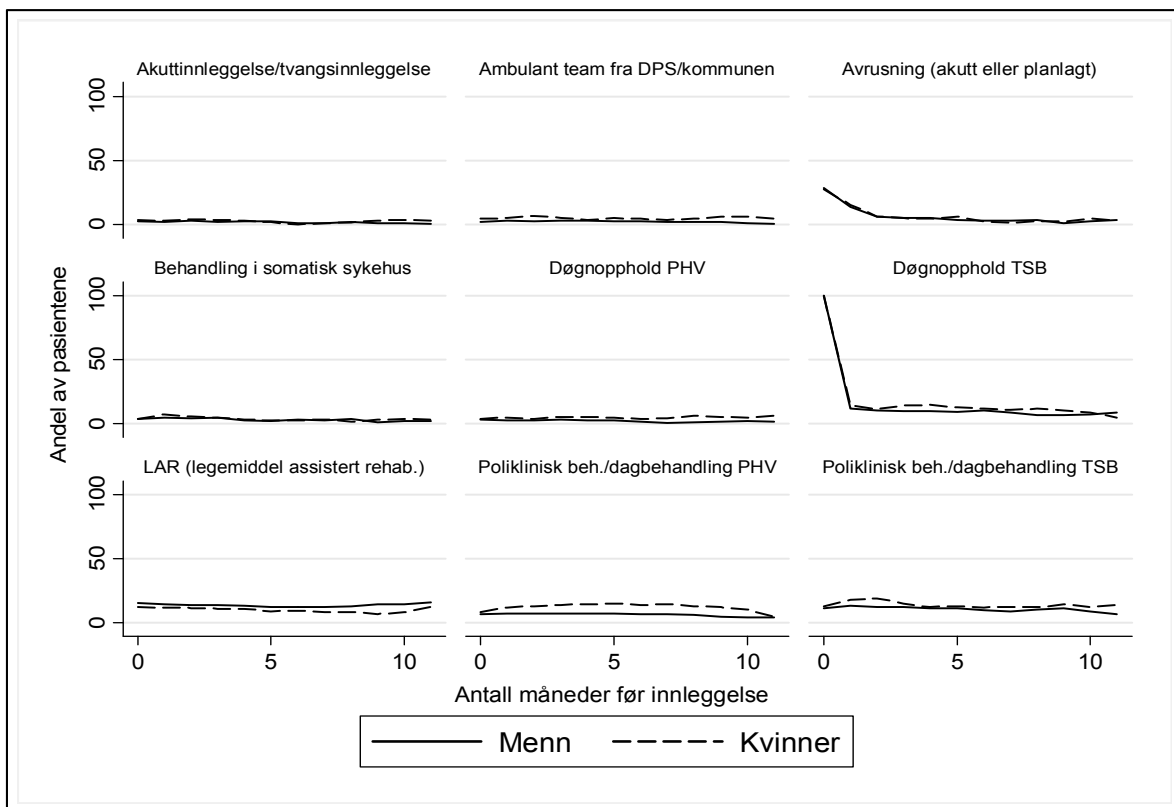 Akuttinnleggelse/tvangsinnleggelse
Ambulant team fra DPS/kommunen
Avrusning (akutt eller planlagt)
100
50
0
Behandling i somatisk sykehus
Døgnopphold PHV
Døgnopphold TSB
100
50
0
Andel av pasientene
LAR (legemiddel assistert rehab.)
Poliklinisk beh./dagbehandling PHV
Poliklinisk beh./dagbehandling TSB
100
50
0
0 5 10 0 5 10 0 5 10
Antall måneder før innleggelse
Menn Kvinner